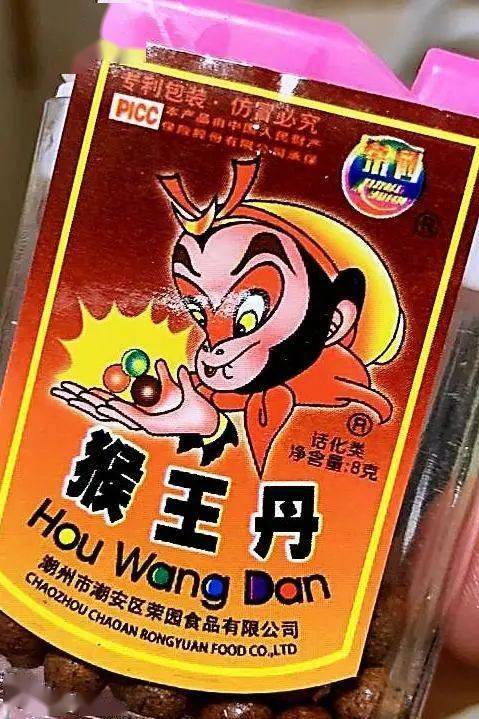 专利包装·仿冒必究
PICC
本产品由中国人民财产
保险股份有限公司承保
荣园
®
®
话化类
净含量:8克
猴王丹
Hou Wang Dan
潮州市潮安区荣园食品有限公司
CHAOZHOU CHAOAN RONGYUAN FOOD CO.,LTD